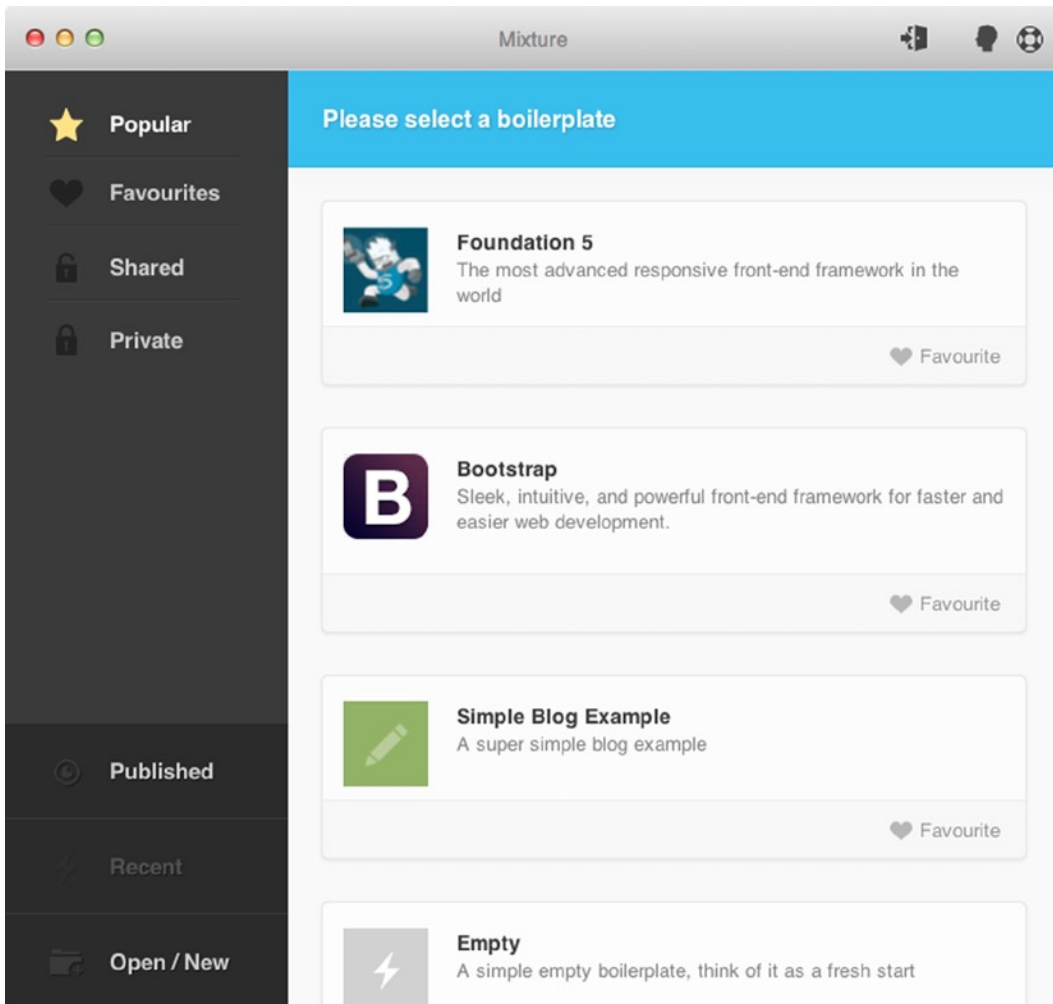 Mixture
Popular
Favourites
Shared
Private
Published
Recent
Open / New
Please select a boilerplate
Foundation 5
The most advanced responsive front-end framework in the
world
Favourite
B
Bootstrap
Sleek, intuitive, and powerful front-end framework for faster and
easier web development.
Favourite
Simple Blog Example
A super simple blog example
Favourite
Empty
A simple empty boilerplate, think of it as a fresh start